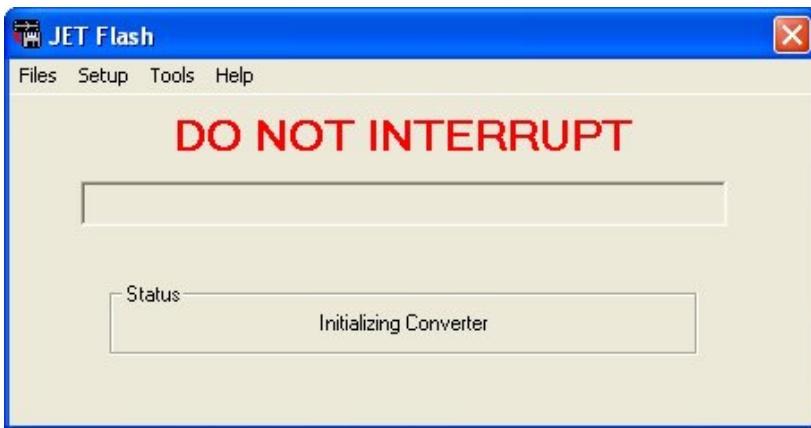 JET Flash
Files Setup Tools Help
DO NOT INTERRUPT
Status
Initializing Converter